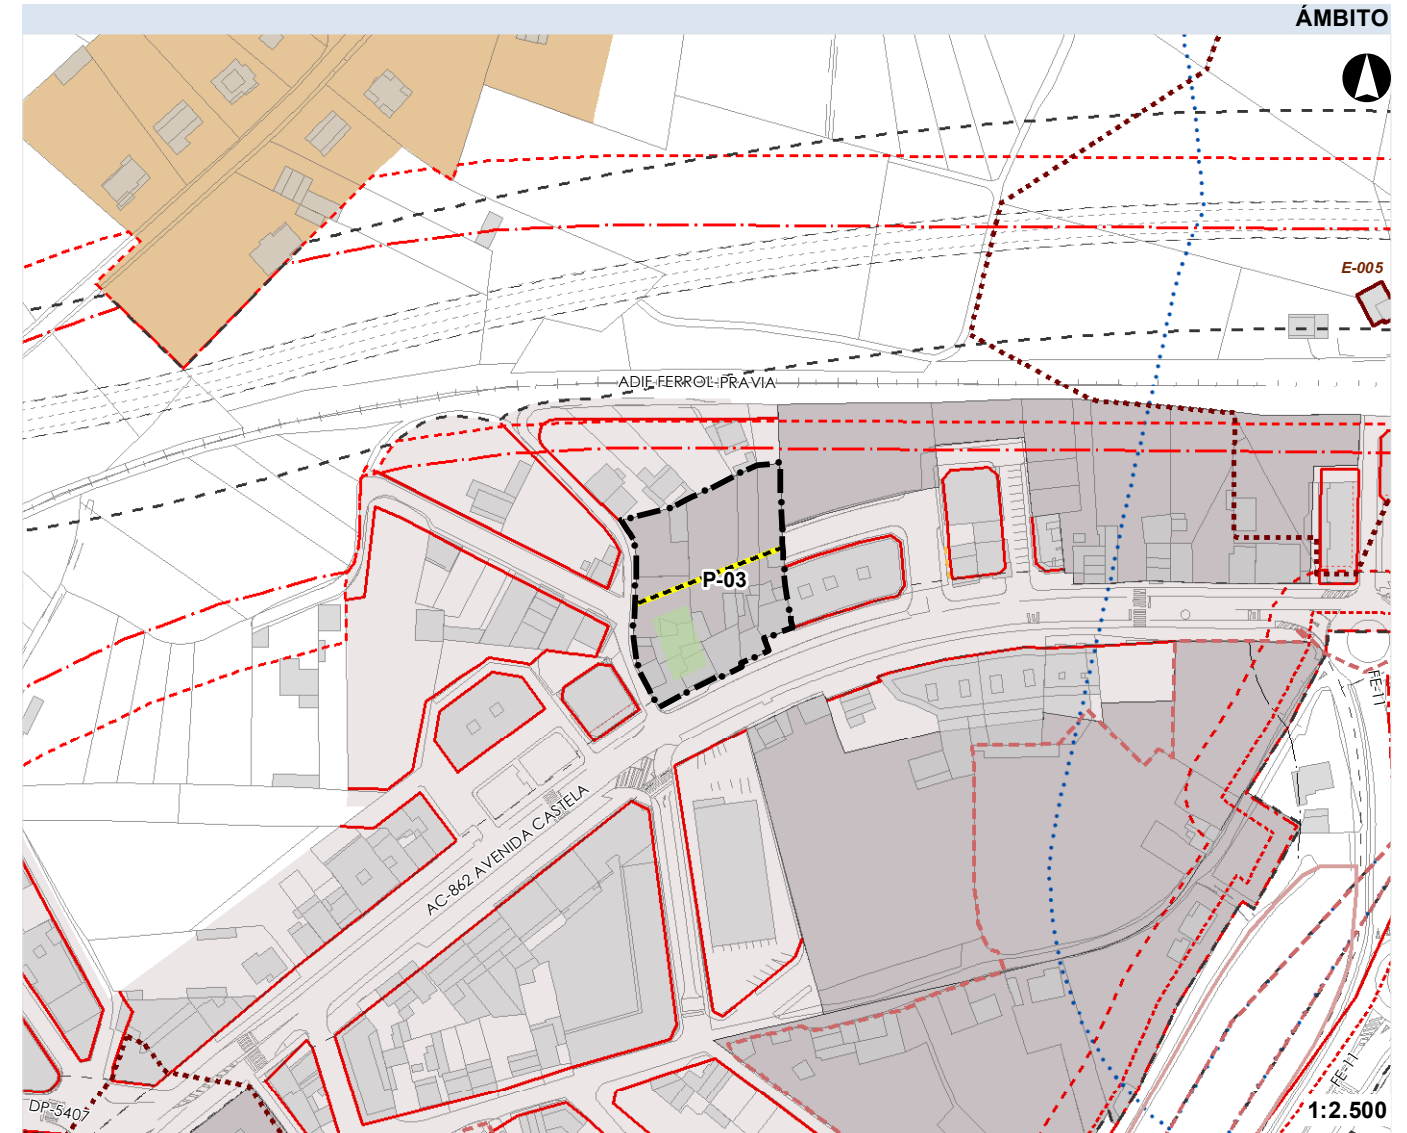 ÁMBITO
E-005
ADIF FERROL-PRAVIA
P-03
FE-11
AC-862 AVENIDA CASTELA
FE-11
DP-5407
1:2.500